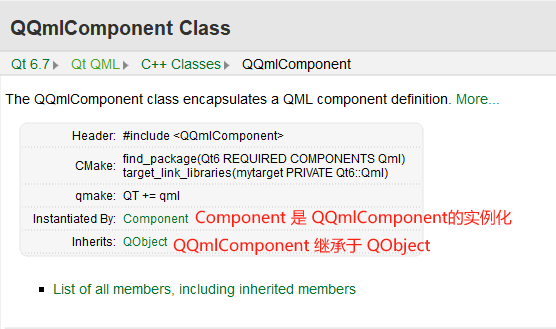 QQmlComponent Class
Qt 6.7 Qt QML C++ Classes QQmlComponent
The QQmlComponent class encapsulates a QML component definition. More...
Header: #include <QQmlComponent>
CMake: find_package(Qt6 REQUIRED COMPONENTS Qml)
target_link_libraries(mytarget PRIVATE Qt6::Qml)
qmake: QT += qml
Instantiated By: Component Component 是 QQmlComponent的实例化
Inherits: QObject QQmlComponent 继承于 QObject
List of all members, including inherited members